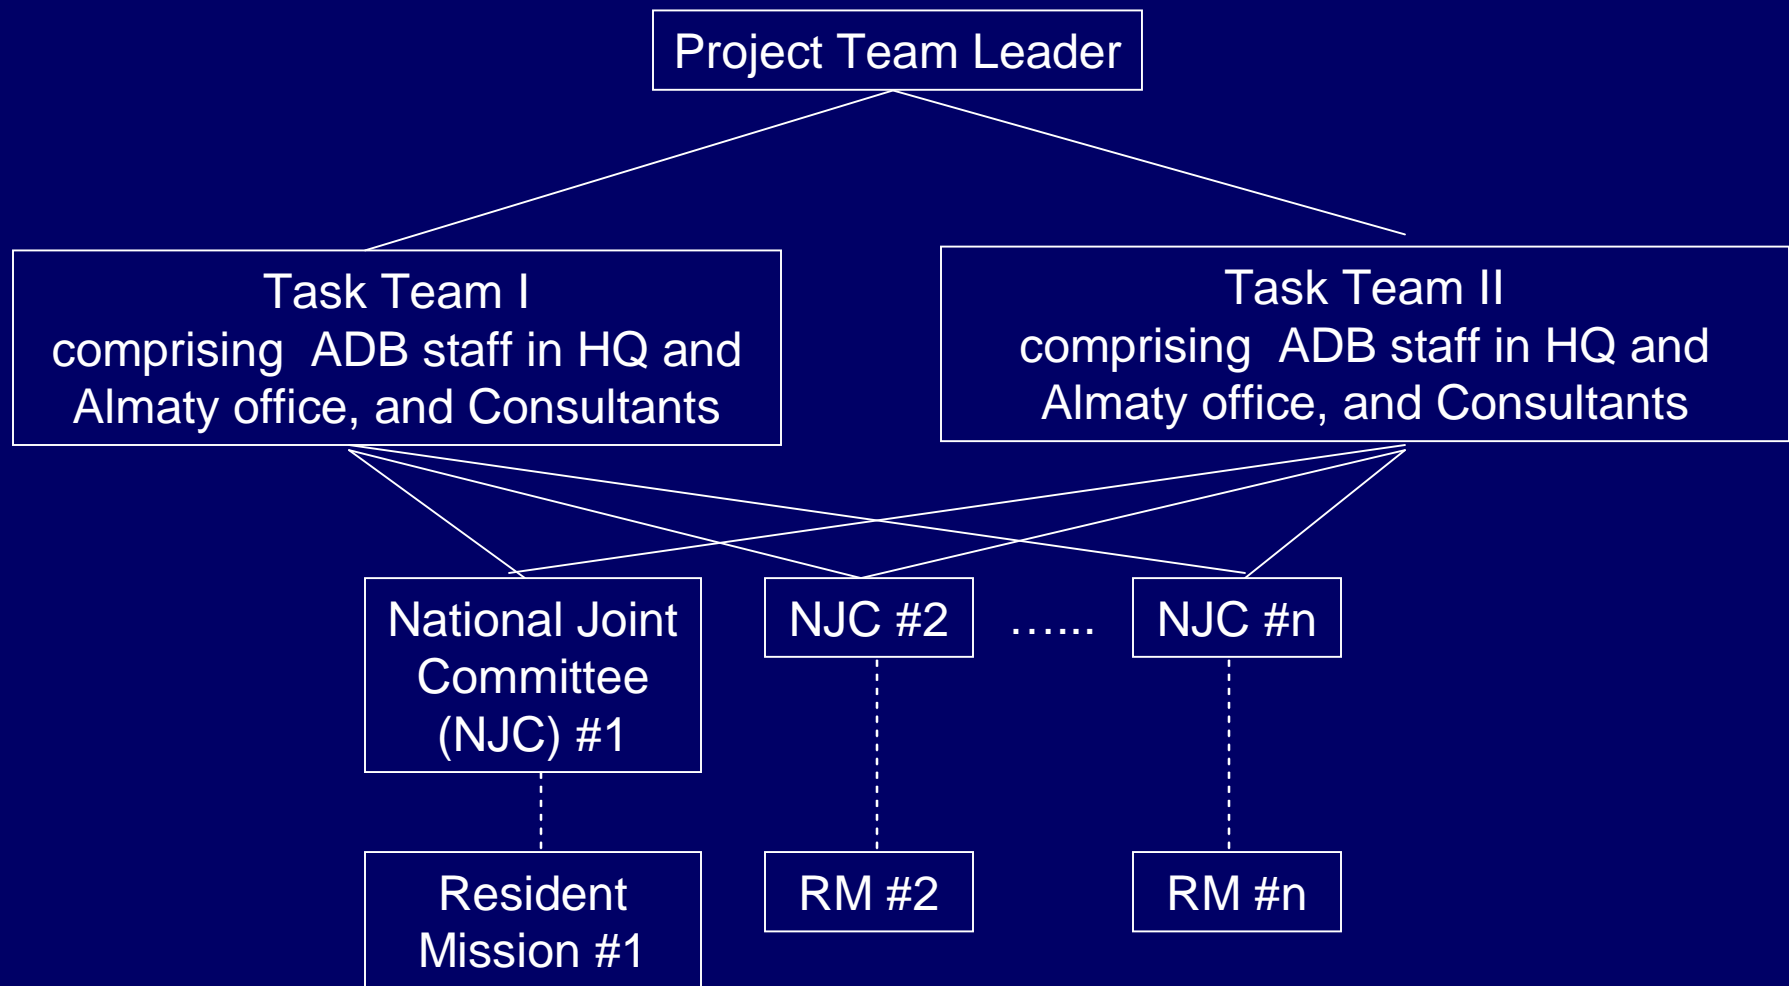 Project Team Leader
Task Team I
comprising ADB staff in HQ and
Almaty office, and Consultants
Task Team II
comprising ADB staff in HQ and
Almaty office, and Consultants
National Joint
Committee
(NJC) #1
NJC #2
…...
NJC #n
Resident
Mission #1
RM #2
RM #n